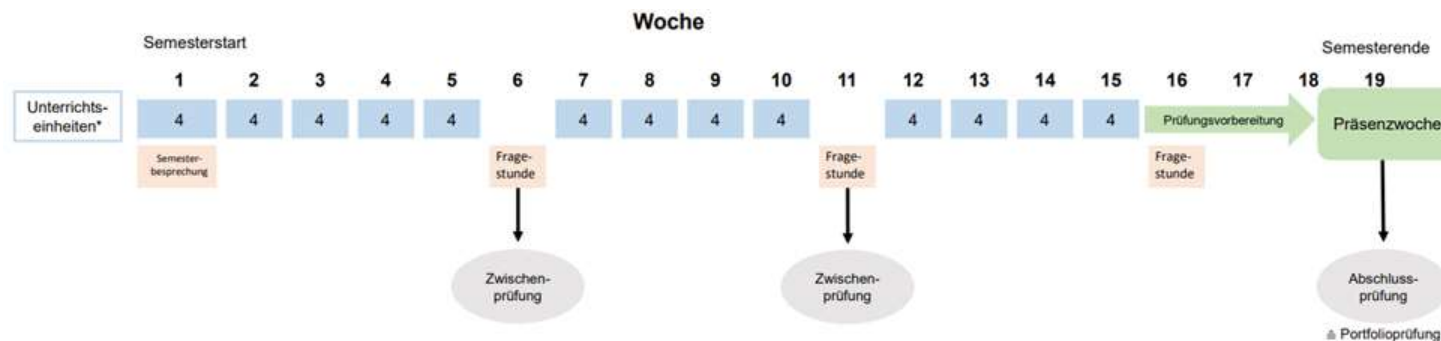 Woche
Semesterstart
Semesterende
1 2 3 4 5 6 7 8 9 10 11 12 13 14 15 16 17 18 19
Unterrichts-
einheiten*
4 4 4 4 4 4 4 4 4 4 4 4 4
Prüfungsvorbereitung
Präsenzwoche
Semester-
besprechung
Frage-
stunde
Frage-
stunde
Frage-
stunde
Zwischen-
prüfung
Zwischen-
prüfung
Abschluss-
prüfung
≙ Portfolioprüfung